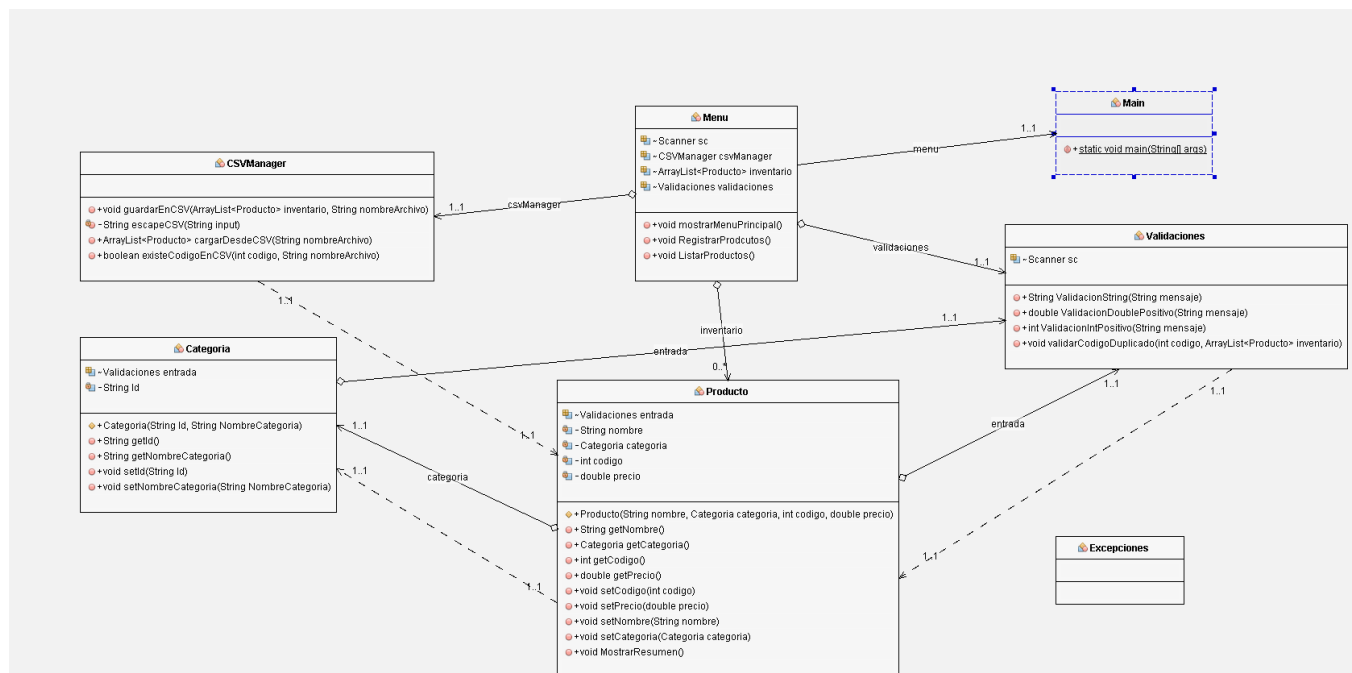 Main
+ static void main(String[] args)
Menu
~ Scanner sc
~ CSVManager csvManager
~ ArrayList<Producto> inventario
~ Validaciones validaciones
+ void mostrarMenuPrincipal()
+ void RegistrarProdcutos()
+ void ListarProductos()
menu
1..1
CSVManager
+ void guardarEnCSV(ArrayList<Producto> inventario, String nombreArchivo)
- String escapeCSV(String input)
+ ArrayList<Producto> cargarDesdeCSV(String nombreArchivo)
+ boolean existeCodigoEnCSV(int codigo, String nombreArchivo)
1..1
csvManager
validaciones
1..1
Validaciones
~ Scanner sc
+ String ValidacionString(String mensaje)
+ double ValidacionDoublePositivo(String mensaje)
+ int ValidacionIntPositivo(String mensaje)
+ void validarCodigoDuplicado(int codigo, ArrayList<Producto> inventario)
1..1
1..1
inventario
0..*
entrada
1..1
Categoria
~ Validaciones entrada
- String Id
+ Categoria(String Id, String NombreCategoria)
+ String getId()
+ String getNombreCategoria()
+ void setId(String Id)
+ void setNombreCategoria(String NombreCategoria)
1..1
1..1
categoria
1..1
Producto
~ Validaciones entrada
- String nombre
- Categoria categoria
- int codigo
- double precio
+ Producto(String nombre, Categoria categoria, int codigo, double precio)
+ String getNombre()
+ Categoria getCategoria()
+ int getCodigo()
+ double getPrecio()
+ void setCodigo(int codigo)
+ void setPrecio(double precio)
+ void setNombre(String nombre)
+ void setCategoria(Categoria categoria)
+ void MostrarResumen()
entrada
1..1
1..1
1..1
Excepciones